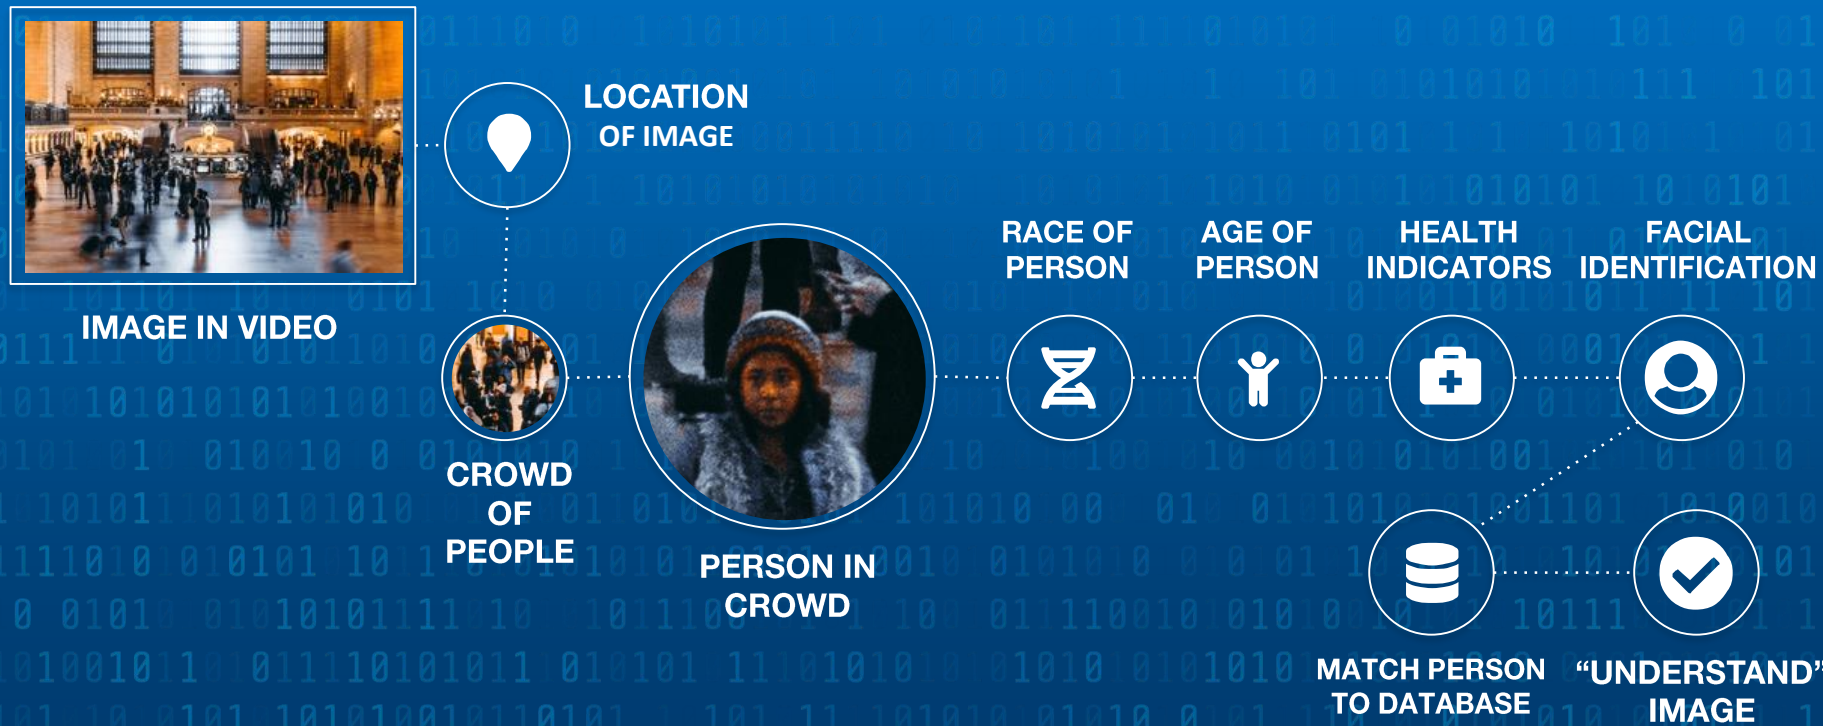 LOCATION
OF IMAGE
IMAGE IN VIDEO
CROWD
OF
PEOPLE
PERSON IN
CROWD
RACE OF
PERSON
AGE OF
PERSON
HEALTH
INDICATORS
FACIAL
IDENTIFICATION
MATCH PERSON
TO DATABASE
“UNDERSTAND”
IMAGE